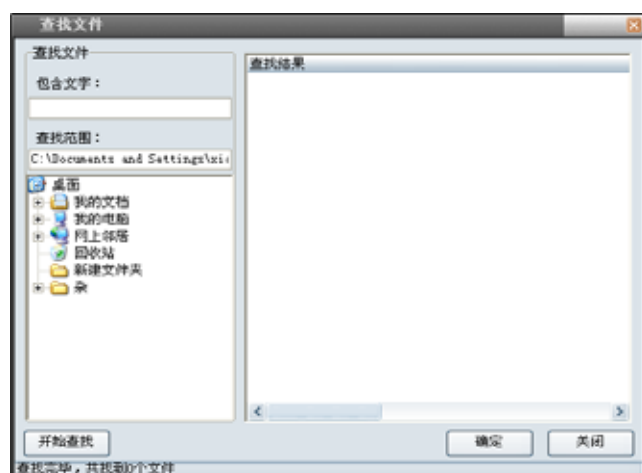 查找文件
查找文件
包含文字：
查找范围：
C:\Documents and Settings\xi
桌面
我的文档
我的电脑
网上邻居
回收站
新建文件夹
杂
查找结果
开始查找
确定
关闭
查找完毕，共找到0个文件